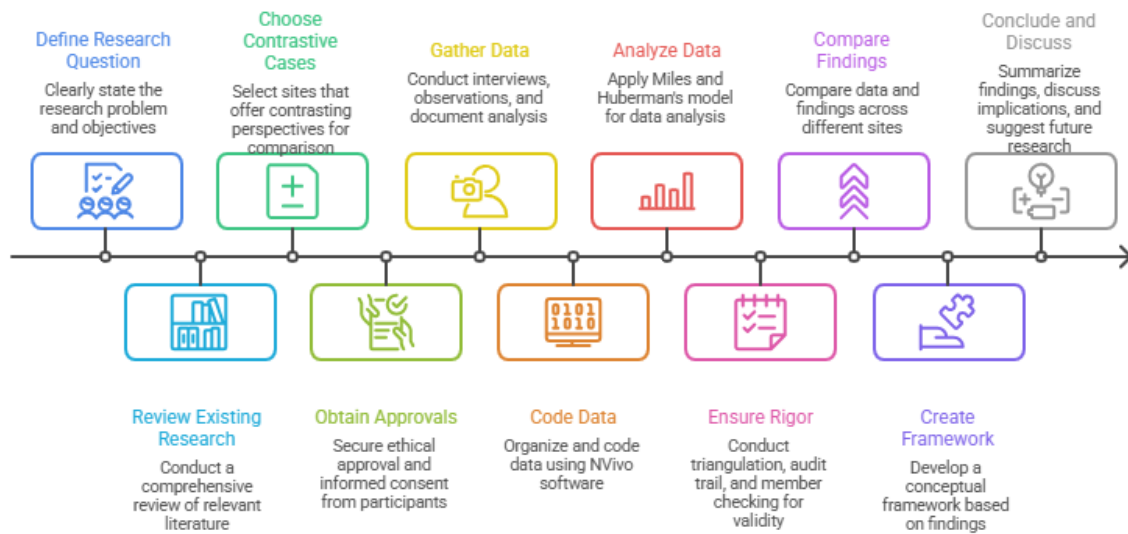 Define Research
Question
Clearly state the
research problem
and objectives
Choose
Contrastive
Cases
Select sites that
offer contrasting
perspectives for
comparison
Gather Data
Conduct interviews,
observations, and
document analysis
Analyze Data
Apply Miles and
Huberman's model
for data analysis
Compare
Findings
Compare data and
findings across
different sites
Conclude and
Discuss
Summarize
findings, discuss
implications, and
suggest future
research
0101
1010
Review Existing
Research
Conduct a
comprehensive
review of relevant
literature
Obtain Approvals
Secure ethical
approval and
informed consent
from participants
Code Data
Organize and code
data using NVivo
software
Ensure Rigor
Conduct
triangulation, audit
trail, and member
checking for
validity
Create
Framework
Develop a
conceptual
framework based
on findings